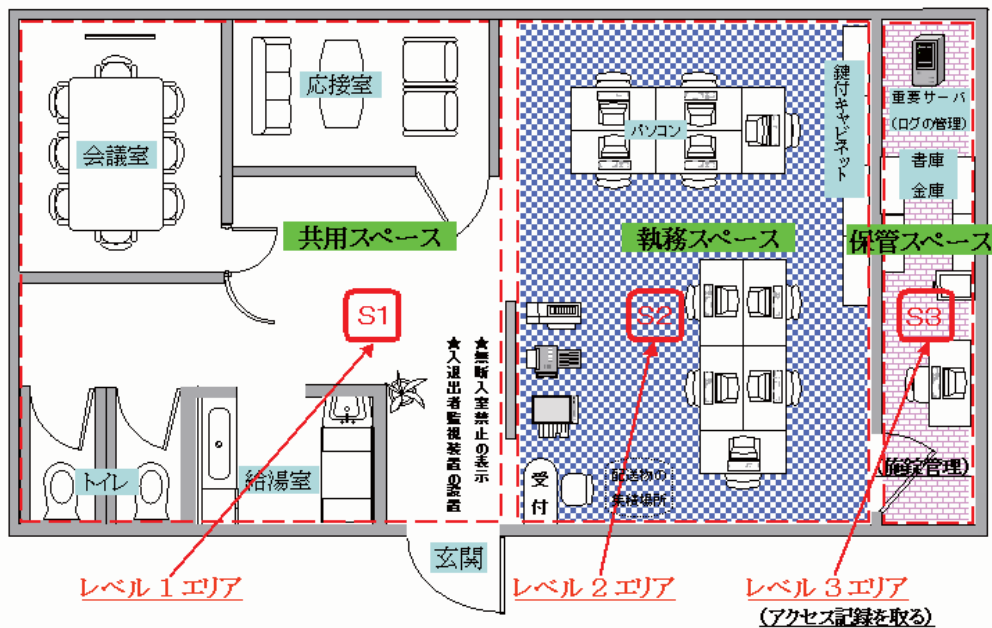 応接室
会議室
パソコン
鍵付キャビネット
重要サーバ
(ログの管理)
書庫
金庫
共用スペース
執務スペース
保管スペース
S1
S2
S3
★無断入室禁止の表示
★入退出者監視装置の設置
トイレ
給湯室
受付
配送物の
集積場所
(施錠管理)
玄関
レベル1エリア
レベル2エリア
レベル3エリア
(アクセス記録を取る)